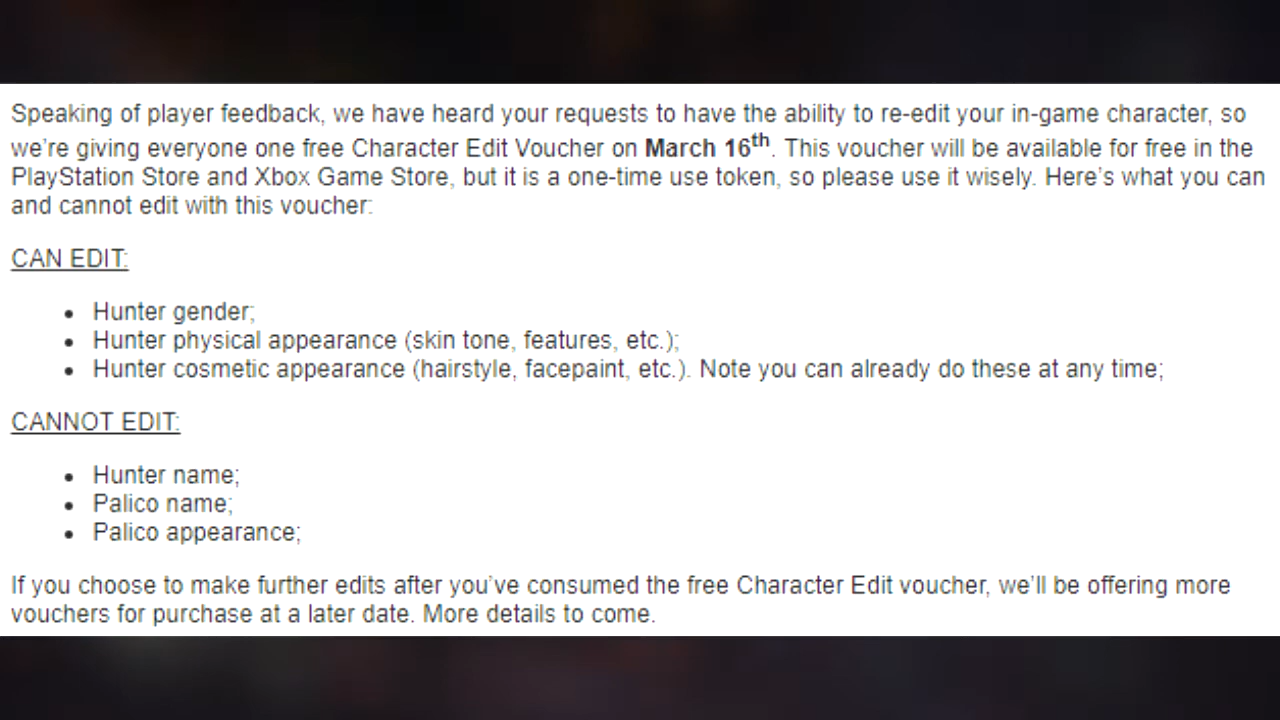 Speaking of player feedback, we have heard your requests to have the ability to re-edit your in-game character, so
we're giving everyone one free Character Edit Voucher on March 16th. This voucher will be available for free in the
PlayStation Store and Xbox Game Store, but it is a one-time use token, so please use it wisely. Here's what you can
and cannot edit with this voucher:
CAN EDIT:
• Hunter gender;
• Hunter physical appearance (skin tone, features, etc.);
• Hunter cosmetic appearance (hairstyle, facepaint, etc.). Note you can already do these at any time;
CANNOT EDIT:
• Hunter name;
• Palico name;
• Palico appearance;
If you choose to make further edits after you've consumed the free Character Edit voucher, we'll be offering more
vouchers for purchase at a later date. More details to come.